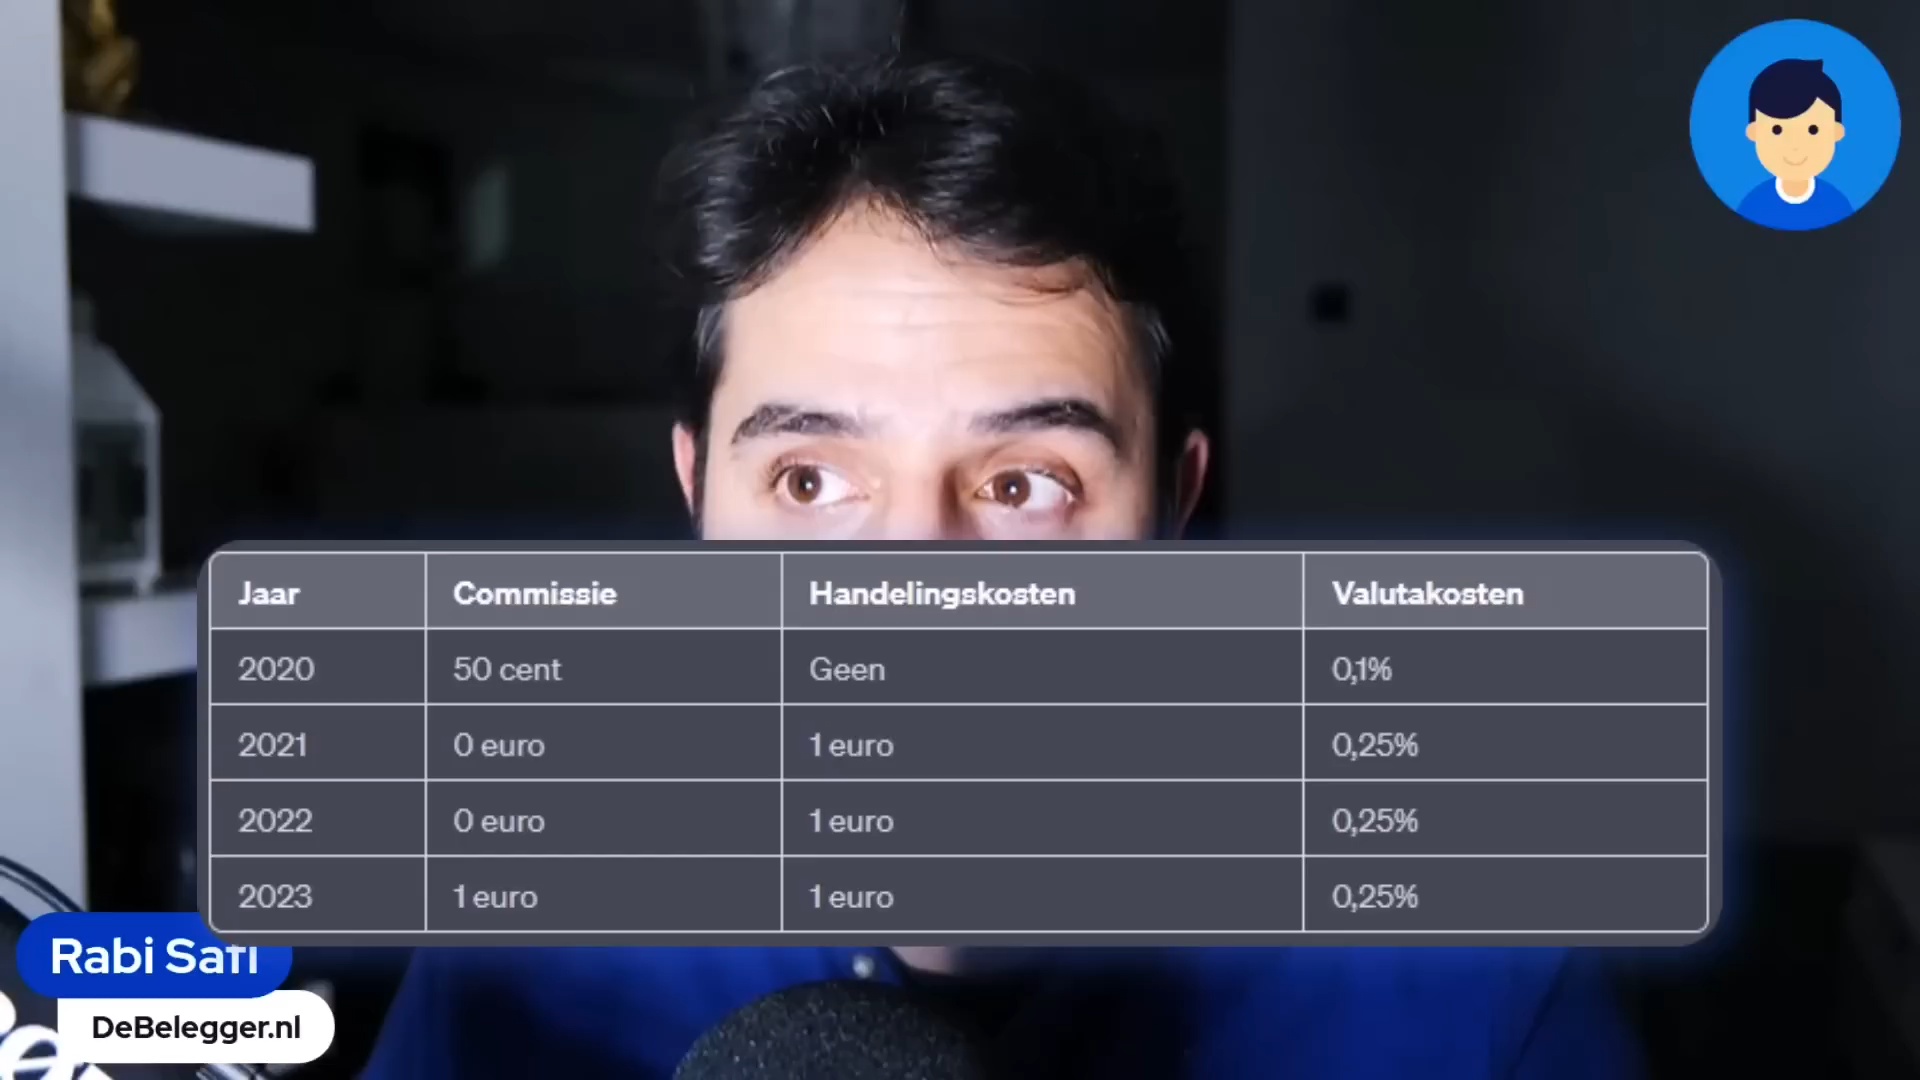 Jaar Commissie Handelingskosten Valutakosten
2020 50 cent Geen 0,1%
2021 0 euro 1 euro 0,25%
2022 0 euro 1 euro 0,25%
2023 1 euro 1 euro 0,25%
Rabi Safi
DeBelegger.nl